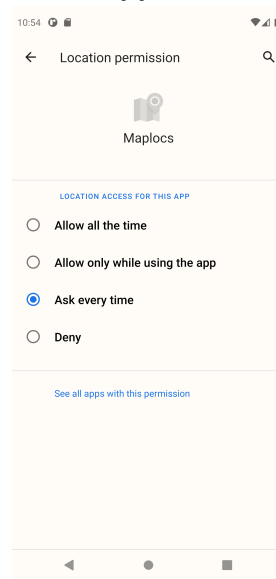 10:54
Location permission
Maplocs
LOCATION ACCESS FOR THIS APP
Allow all the time
Allow only while using the app
Ask every time
Deny
See all apps with this permission